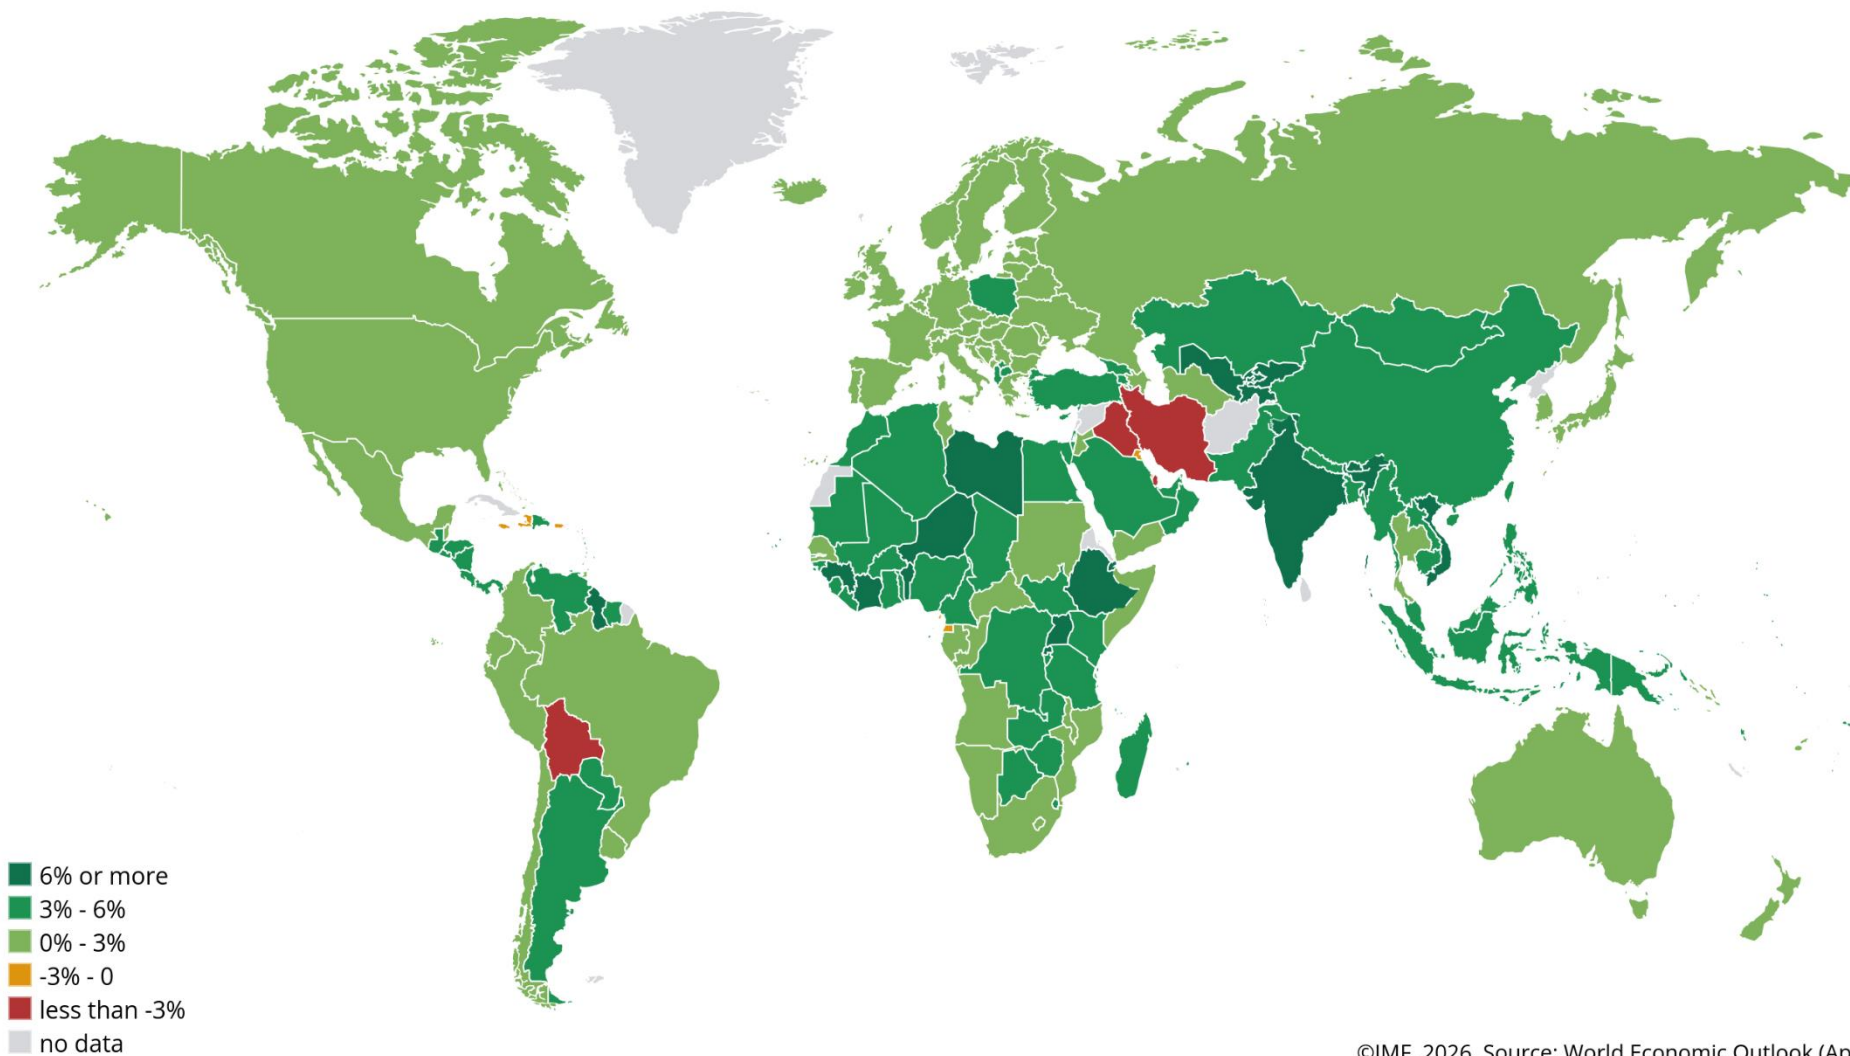 6% or more
3% - 6%
0% - 3%
-3% - 0
less than -3%
no data
©IMF, 2026, Source: World Economic Outlook (Ap